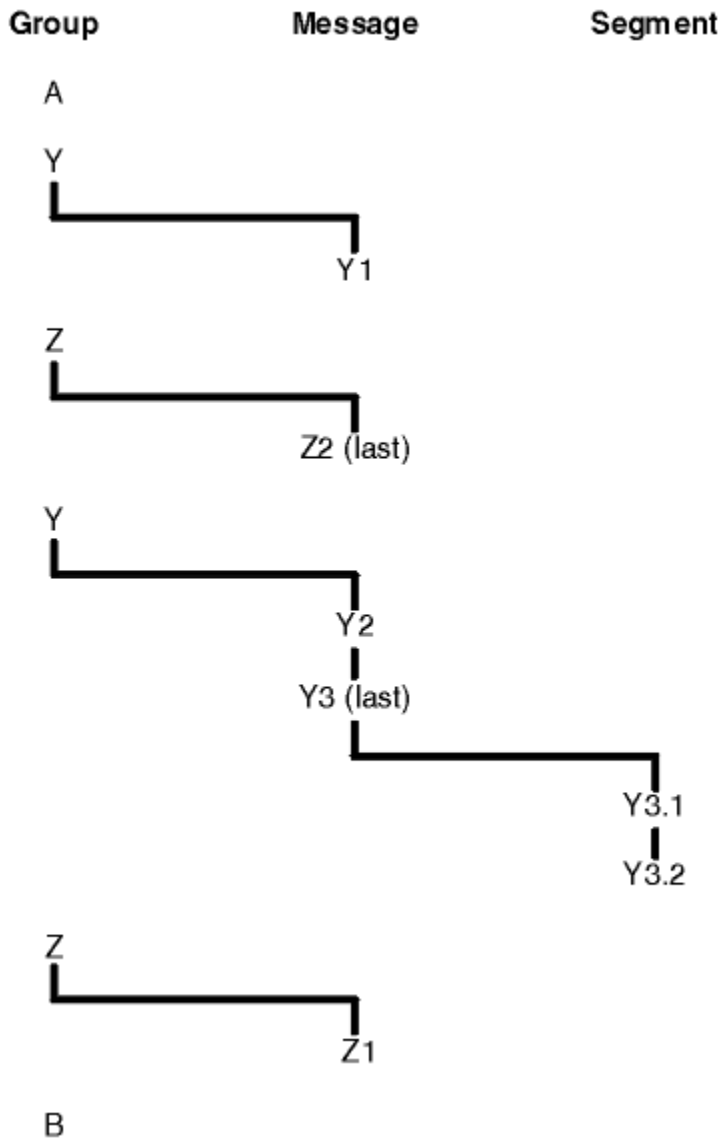 Group Message Segment
A
Y
Y1
Z
Z2 (last)
Y
Y2
Y3 (last)
Y3.1
Y3.2
Z
Z1
B